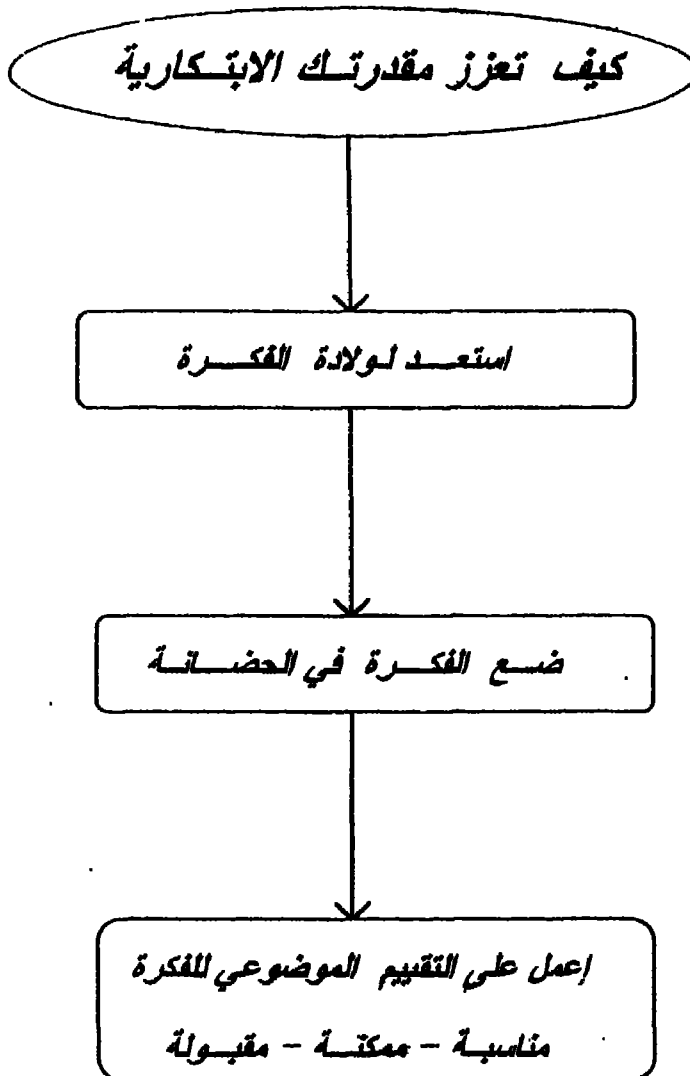 كيف تعزز مقدرتك الابتكارية
استعد لولادة الفكرة
ضع الفكرة في الحضانة
إعمل على التقييم الموضوعي للفكرة
مناسبة - ممكنة - مقبولة